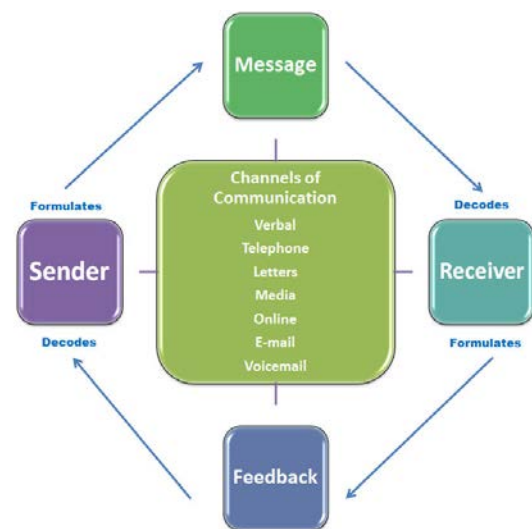 Message
Formulates
Decodes
Channels of
Communication
Verbal
Telephone
Letters
Media
Online
E-mail
Voicemail
Sender
Receiver
Decodes
Formulates
Feedback